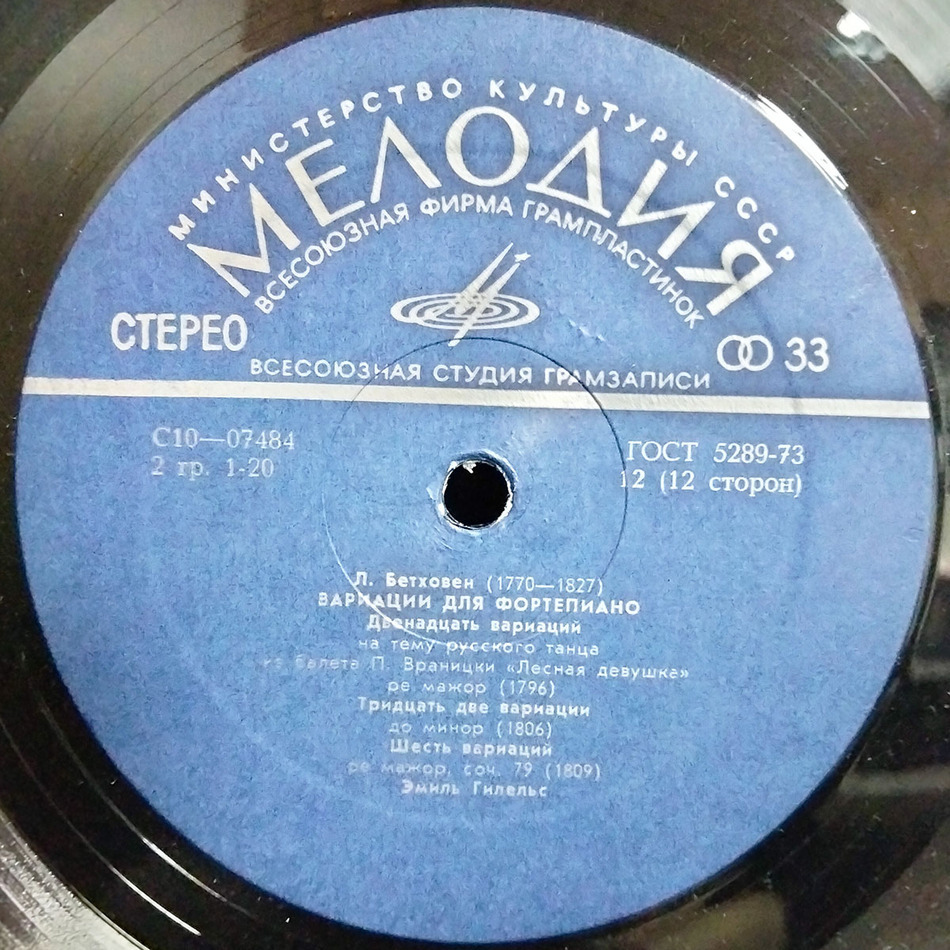 МИНИСТЕРСТВО КУЛЬТУРЫ СССР
МЕЛОДИЯ
ВСЕСОЮЗНАЯ ФИРМА ГРАМПЛАСТИНОК
СТЕРЕО
33
ВСЕСОЮЗНАЯ СТУДИЯ ГРАМЗАПИСИ
С10—07484
2 гр. 1-20
ГОСТ 5289-73
12 (12 сторон)
Л. Бетховен (1770—1827)
ВАРИАЦИИ ДЛЯ ФОРТЕПИАНО
Двенадцать вариаций
на тему русского танца
из балета П. Враницки «Лесная девушка»
ре мажор (1796)
Тридцать две вариации
до минор (1806)
Шесть вариаций
ре мажор, соч. 79 (1809)
Эмиль Гилельс